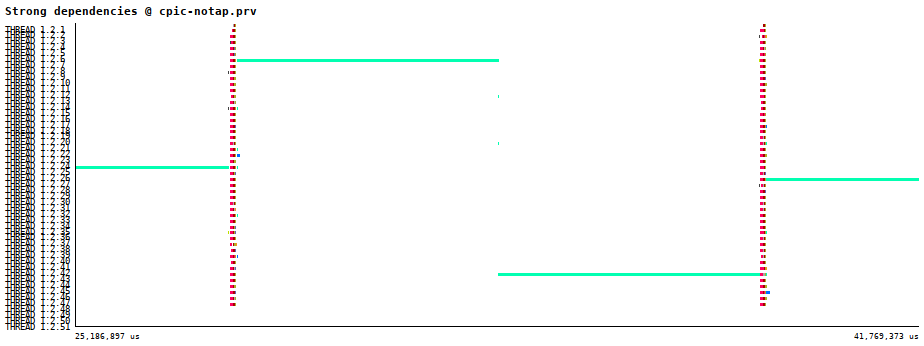 Strong dependencies @ cpic-notap.prv
THREAD 1.2.1
THREAD 1.2.2
THREAD 1.2.3
THREAD 1.2.4
THREAD 1.2.5
THREAD 1.2.6
THREAD 1.2.7
THREAD 1.2.8
THREAD 1.2.9
THREAD 1.2.10
THREAD 1.2.11
THREAD 1.2.12
THREAD 1.2.13
THREAD 1.2.14
THREAD 1.2.15
THREAD 1.2.16
THREAD 1.2.17
THREAD 1.2.18
THREAD 1.2.19
THREAD 1.2.20
THREAD 1.2.21
THREAD 1.2.22
THREAD 1.2.23
THREAD 1.2.24
THREAD 1.2.25
THREAD 1.2.26
THREAD 1.2.27
THREAD 1.2.28
THREAD 1.2.29
THREAD 1.2.30
THREAD 1.2.31
THREAD 1.2.32
THREAD 1.2.33
THREAD 1.2.34
THREAD 1.2.35
THREAD 1.2.36
THREAD 1.2.37
THREAD 1.2.38
THREAD 1.2.39
THREAD 1.2.40
THREAD 1.2.41
THREAD 1.2.42
THREAD 1.2.43
THREAD 1.2.44
THREAD 1.2.45
THREAD 1.2.46
THREAD 1.2.47
THREAD 1.2.48
THREAD 1.2.49
THREAD 1.2.50
THREAD 1.2.51
25,186,897 us
41,769,373 us